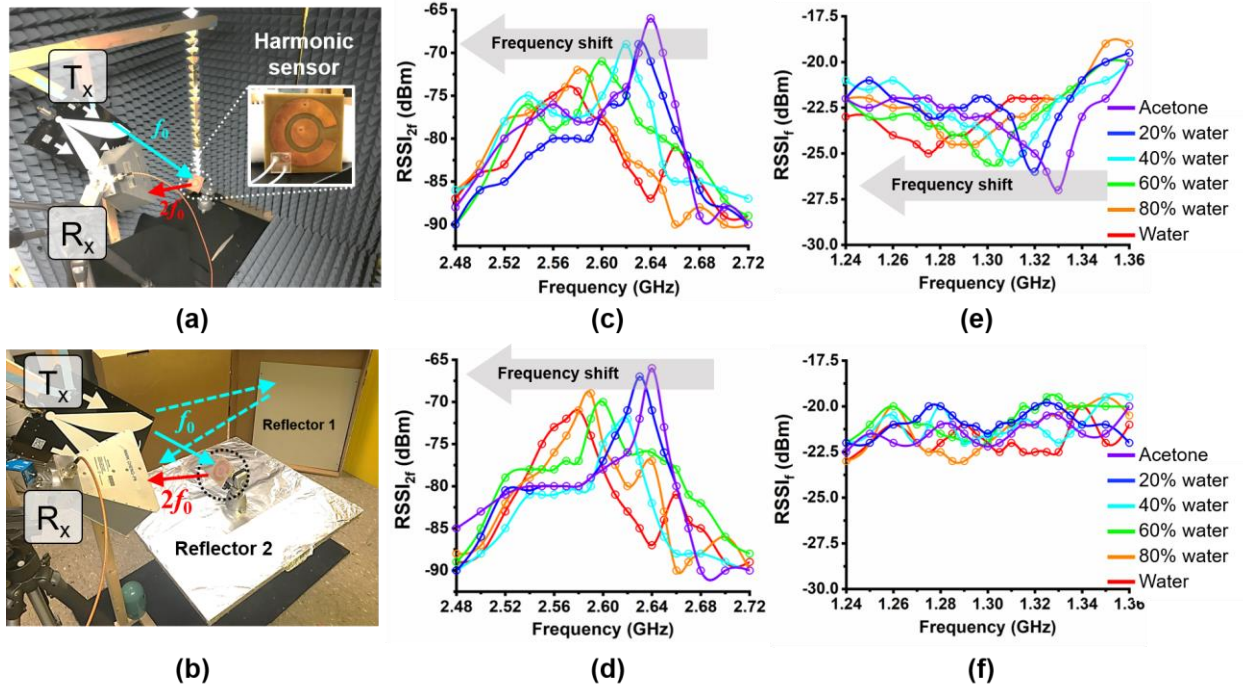 Tx
f0
Harmonic
sensor
2f0
Rx
(a)
-65
-70
-75
-80
-85
-90
RSSI2f (dBm)
Frequency shift
2.48
2.52
2.56
2.60
2.64
2.68
2.72
Frequency (GHz)
(c)
-17.5
-20.0
-22.5
-25.0
-27.5
-30.0
RSSIf (dBm)
Frequency shift
1.24
1.26
1.28
1.30
1.32
1.34
1.36
Frequency (GHz)
Acetone
20% water
40% water
60% water
80% water
Water
(e)
Tx
f0
Reflector 1
2f0
Rx
Reflector 2
(b)
-65
-70
-75
-80
-85
-90
RSSI2f (dBm)
Frequency shift
2.48
2.52
2.56
2.60
2.64
2.68
2.72
Frequency (GHz)
(d)
-17.5
-20.0
-22.5
-25.0
-27.5
-30.0
RSSIf (dBm)
1.24
1.26
1.28
1.30
1.32
1.34
1.36
Frequency (GHz)
Acetone
20% water
40% water
60% water
80% water
Water
(f)